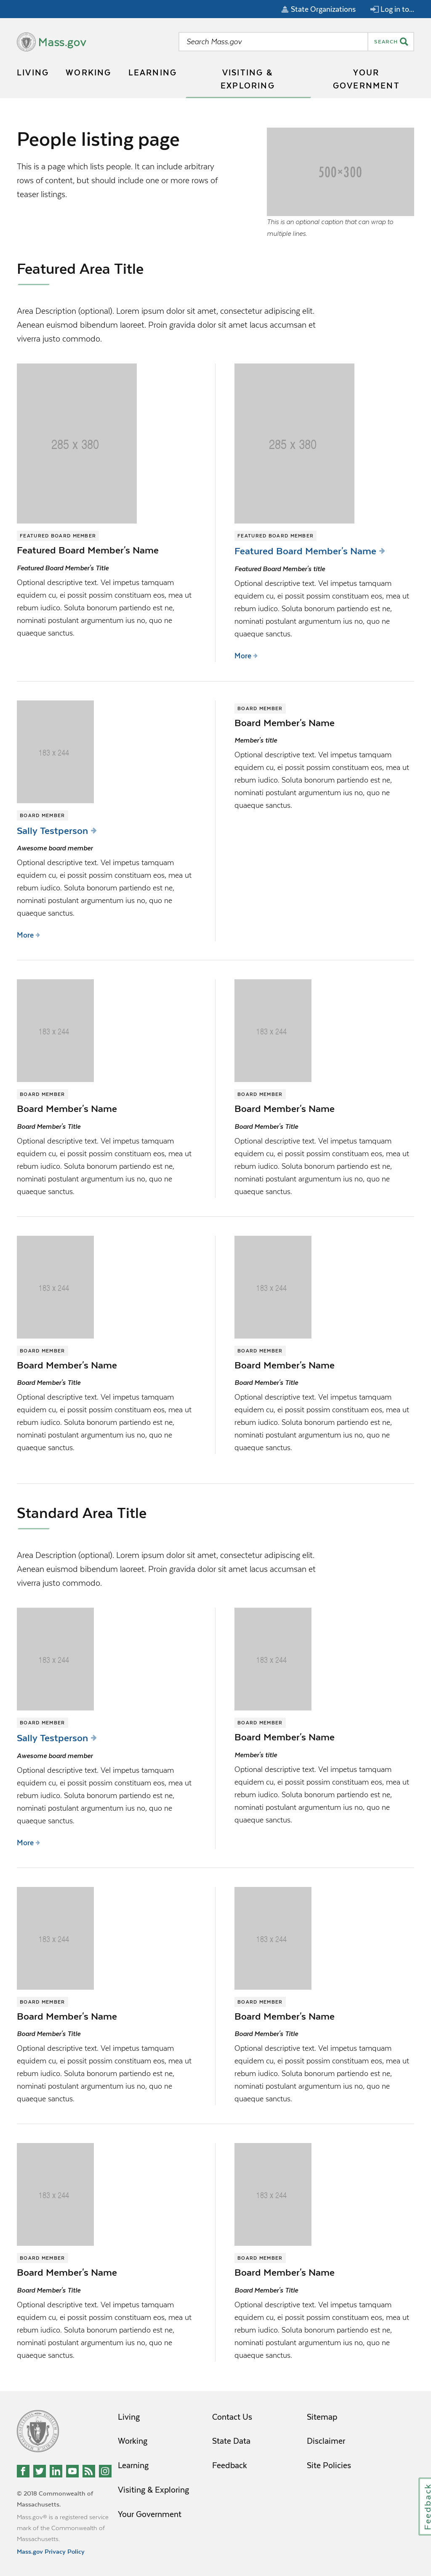 State Organizations
Log in to...
Mass.gov
Search Mass.gov
SEARCH
LIVING
WORKING
LEARNING
VISITING &
EXPLORING
YOUR
GOVERNMENT
People listing page
This is a page which lists people. It can include arbitrary
rows of content, but should include one or more rows of
teaser listings.
500×300
This is an optional caption that can wrap to
multiple lines.
Featured Area Title
Area Description (optional). Lorem ipsum dolor sit amet, consectetur adipiscing elit.
Aenean euismod bibendum laoreet. Proin gravida dolor sit amet lacus accumsan et
viverra justo commodo.
285 x 380
FEATURED BOARD MEMBER
Featured Board Member's Name
Featured Board Member's Title
Optional descriptive text. Vel impetus tamquam
equidem cu, ei possit possim constituam eos, mea ut
rebum iudico. Soluta bonorum partiendo est ne,
nominati postulant argumentum ius no, quo ne
quaeque sanctus.
285 x 380
FEATURED BOARD MEMBER
Featured Board Member's Name
Featured Board Member's title
Optional descriptive text. Vel impetus tamquam
equidem cu, ei possit possim constituam eos, mea ut
rebum iudico. Soluta bonorum partiendo est ne,
nominati postulant argumentum ius no, quo ne
quaeque sanctus.
More
183 x 244
BOARD MEMBER
Sally Testperson
Awesome board member
Optional descriptive text. Vel impetus tamquam
equidem cu, ei possit possim constituam eos, mea ut
rebum iudico. Soluta bonorum partiendo est ne,
nominati postulant argumentum ius no, quo ne
quaeque sanctus.
More
BOARD MEMBER
Board Member's Name
Member's title
Optional descriptive text. Vel impetus tamquam
equidem cu, ei possit possim constituam eos, mea ut
rebum iudico. Soluta bonorum partiendo est ne,
nominati postulant argumentum ius no, quo ne
quaeque sanctus.
183 x 244
BOARD MEMBER
Board Member's Name
Board Member's Title
Optional descriptive text. Vel impetus tamquam
equidem cu, ei possit possim constituam eos, mea ut
rebum iudico. Soluta bonorum partiendo est ne,
nominati postulant argumentum ius no, quo ne
quaeque sanctus.
183 x 244
BOARD MEMBER
Board Member's Name
Board Member's Title
Optional descriptive text. Vel impetus tamquam
equidem cu, ei possit possim constituam eos, mea ut
rebum iudico. Soluta bonorum partiendo est ne,
nominati postulant argumentum ius no, quo ne
quaeque sanctus.
183 x 244
BOARD MEMBER
Board Member's Name
Board Member's Title
Optional descriptive text. Vel impetus tamquam
equidem cu, ei possit possim constituam eos, mea ut
rebum iudico. Soluta bonorum partiendo est ne,
nominati postulant argumentum ius no, quo ne
quaeque sanctus.
183 x 244
BOARD MEMBER
Board Member's Name
Board Member's Title
Optional descriptive text. Vel impetus tamquam
equidem cu, ei possit possim constituam eos, mea ut
rebum iudico. Soluta bonorum partiendo est ne,
nominati postulant argumentum ius no, quo ne
quaeque sanctus.
Standard Area Title
Area Description (optional). Lorem ipsum dolor sit amet, consectetur adipiscing elit.
Aenean euismod bibendum laoreet. Proin gravida dolor sit amet lacus accumsan et
viverra justo commodo.
183 x 244
BOARD MEMBER
Sally Testperson
Awesome board member
Optional descriptive text. Vel impetus tamquam
equidem cu, ei possit possim constituam eos, mea ut
rebum iudico. Soluta bonorum partiendo est ne,
nominati postulant argumentum ius no, quo ne
quaeque sanctus.
More
183 x 244
BOARD MEMBER
Board Member's Name
Member's title
Optional descriptive text. Vel impetus tamquam
equidem cu, ei possit possim constituam eos, mea ut
rebum iudico. Soluta bonorum partiendo est ne,
nominati postulant argumentum ius no, quo ne
quaeque sanctus.
183 x 244
BOARD MEMBER
Board Member's Name
Board Member's Title
Optional descriptive text. Vel impetus tamquam
equidem cu, ei possit possim constituam eos, mea ut
rebum iudico. Soluta bonorum partiendo est ne,
nominati postulant argumentum ius no, quo ne
quaeque sanctus.
183 x 244
BOARD MEMBER
Board Member's Name
Board Member's Title
Optional descriptive text. Vel impetus tamquam
equidem cu, ei possit possim constituam eos, mea ut
rebum iudico. Soluta bonorum partiendo est ne,
nominati postulant argumentum ius no, quo ne
quaeque sanctus.
183 x 244
BOARD MEMBER
Board Member's Name
Board Member's Title
Optional descriptive text. Vel impetus tamquam
equidem cu, ei possit possim constituam eos, mea ut
rebum iudico. Soluta bonorum partiendo est ne,
nominati postulant argumentum ius no, quo ne
quaeque sanctus.
183 x 244
BOARD MEMBER
Board Member's Name
Board Member's Title
Optional descriptive text. Vel impetus tamquam
equidem cu, ei possit possim constituam eos, mea ut
rebum iudico. Soluta bonorum partiendo est ne,
nominati postulant argumentum ius no, quo ne
quaeque sanctus.
Living
Working
Learning
Visiting & Exploring
Your Government
Contact Us
State Data
Feedback
Sitemap
Disclaimer
Site Policies
© 2018 Commonwealth of
Massachusetts.
Mass.gov® is a registered service
mark of the Commonwealth of
Massachusetts.
Mass.gov Privacy Policy
Feedback